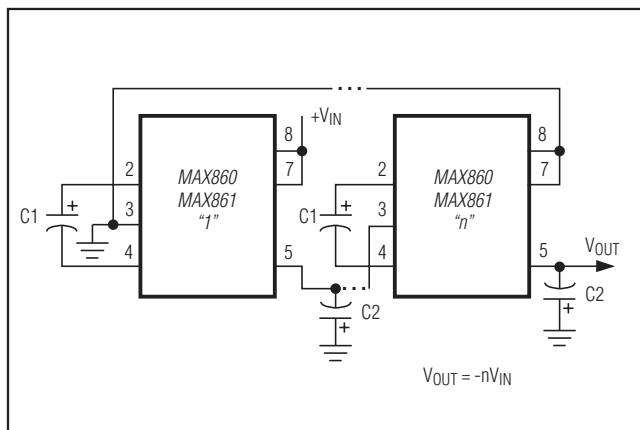 ...
+VIN
8
7
2
3
4
5
MAX860
MAX861
"1"
C1
+
...
C2
+
8
7
2
3
4
5
MAX860
MAX861
"n"
C1
+
VOUT
C2
+
VOUT = -nVIN